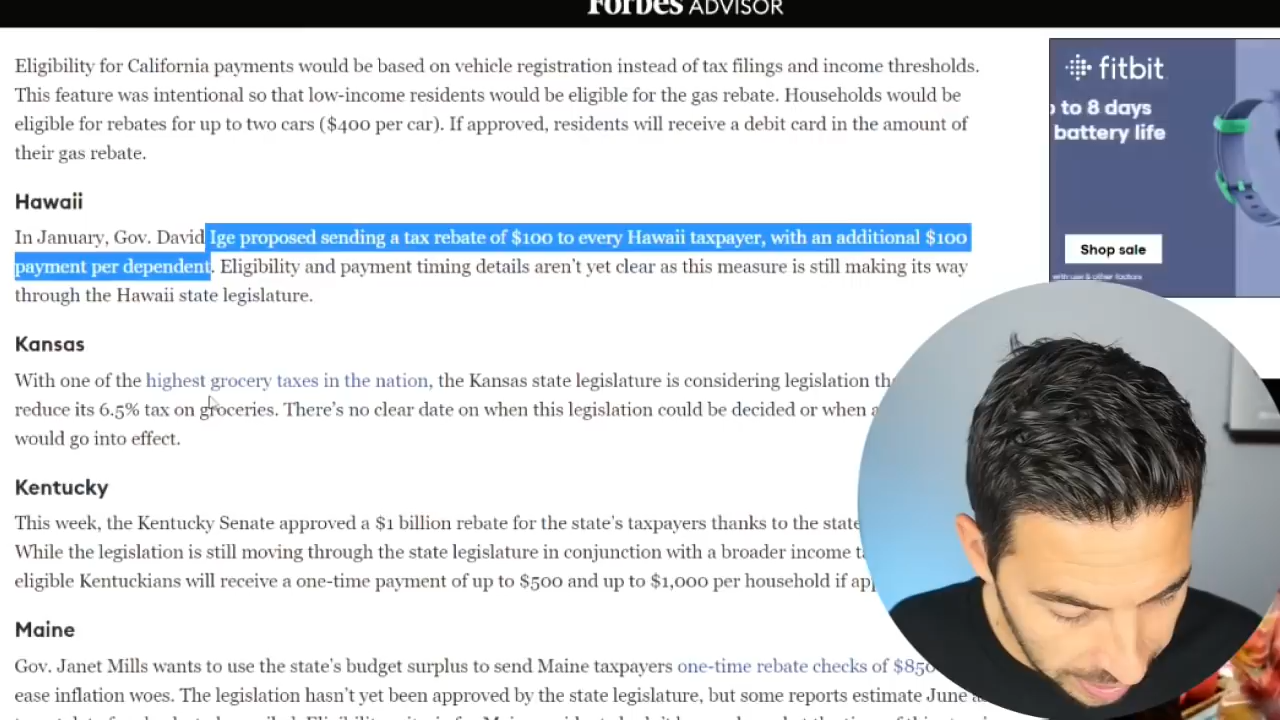 Forbes ADVISOR
Eligibility for California payments would be based on vehicle registration instead of tax filings and income thresholds.
This feature was intentional so that low-income residents would be eligible for the gas rebate. Households would be
eligible for rebates for up to two cars ($400 per car). If approved, residents will receive a debit card in the amount of
their gas rebate.
Hawaii
In January, Gov. David Ige proposed sending a tax rebate of $100 to every Hawaii taxpayer, with an additional $100
payment per dependent. Eligibility and payment timing details aren't yet clear as this measure is still making its way
through the Hawaii state legislature.
Kansas
With one of the highest grocery taxes in the nation, the Kansas state legislature is considering legislation
reduce its 6.5% tax on groceries. There's no clear date on when this legislation could be decided or when
would go into effect.
Kentucky
This week, the Kentucky Senate approved a $1 billion rebate for the state's taxpayers thanks to the
While the legislation is still moving through the state legislature in conjunction with a broader income
eligible Kentuckians will receive a one-time payment of up to $500 and up to $1,000 per household if
Maine
Gov. Janet Mills wants to use the state's budget surplus to send Maine taxpayers one-time rebate checks of $850
ease inflation woes. The legislation hasn't yet been approved by the state legislature, but some reports estimate June
fitbit
to 8 days
battery life
Shop sale